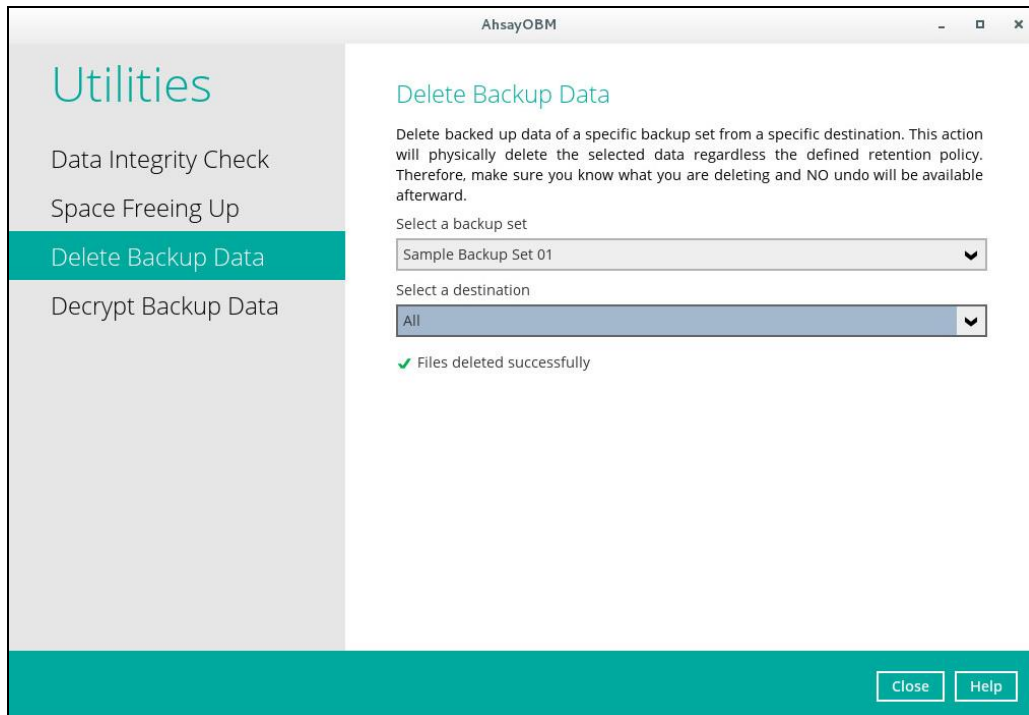 AhsayOBM
Utilities
Data Integrity Check
Space Freeing Up
Delete Backup Data
Decrypt Backup Data
Delete Backup Data
Delete backed up data of a specific backup set from a specific destination. This action
will physically delete the selected data regardless the defined retention policy.
Therefore, make sure you know what you are deleting and NO undo will be available
afterward.
Select a backup set
Sample Backup Set 01
Select a destination
All
Files deleted successfully
Close
Help